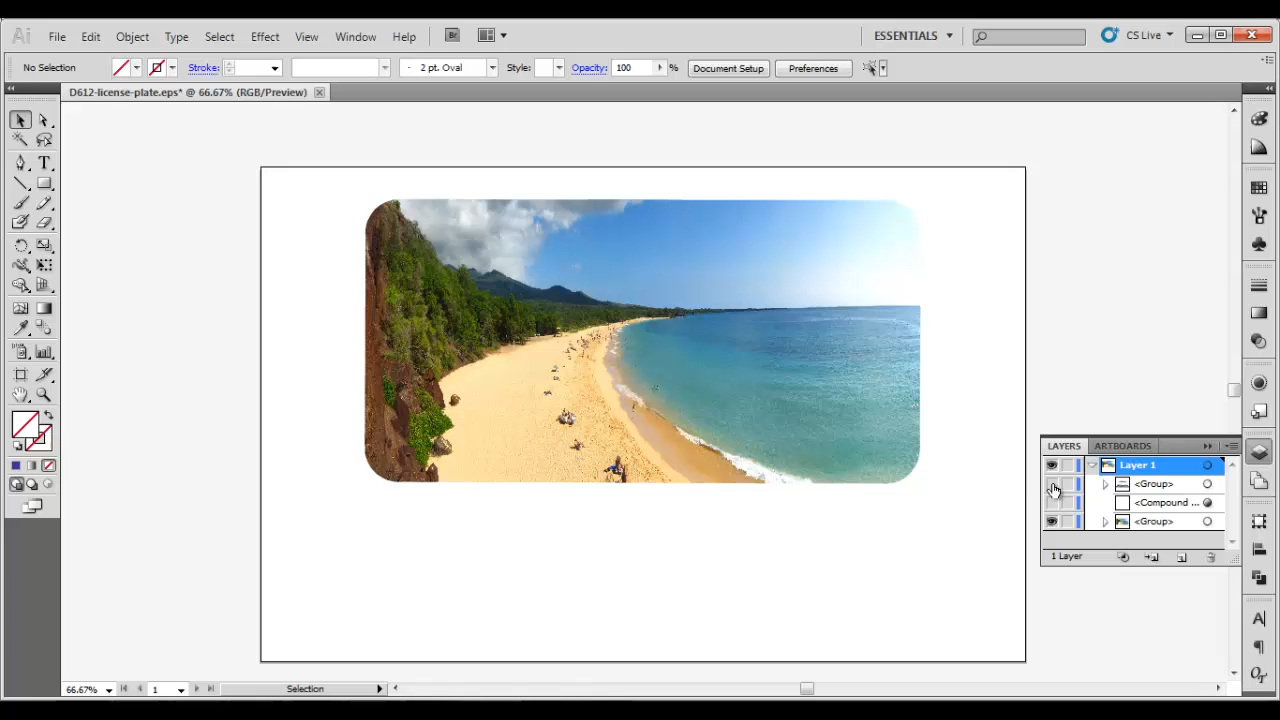 Ai File Edit Object Type Select Effect View Window Help Br ESSENTIALS CS Live
No Selection Stroke: 2 pt. Oval Style: Opacity: 100 % Document Setup Preferences
D612-license-plate.eps* @ 66.67% (RGB/Preview)
LAYERS ARTBOARDS
Layer 1
<Group>
<Compound ...
<Group>
1 Layer
66.67% 1 Selection